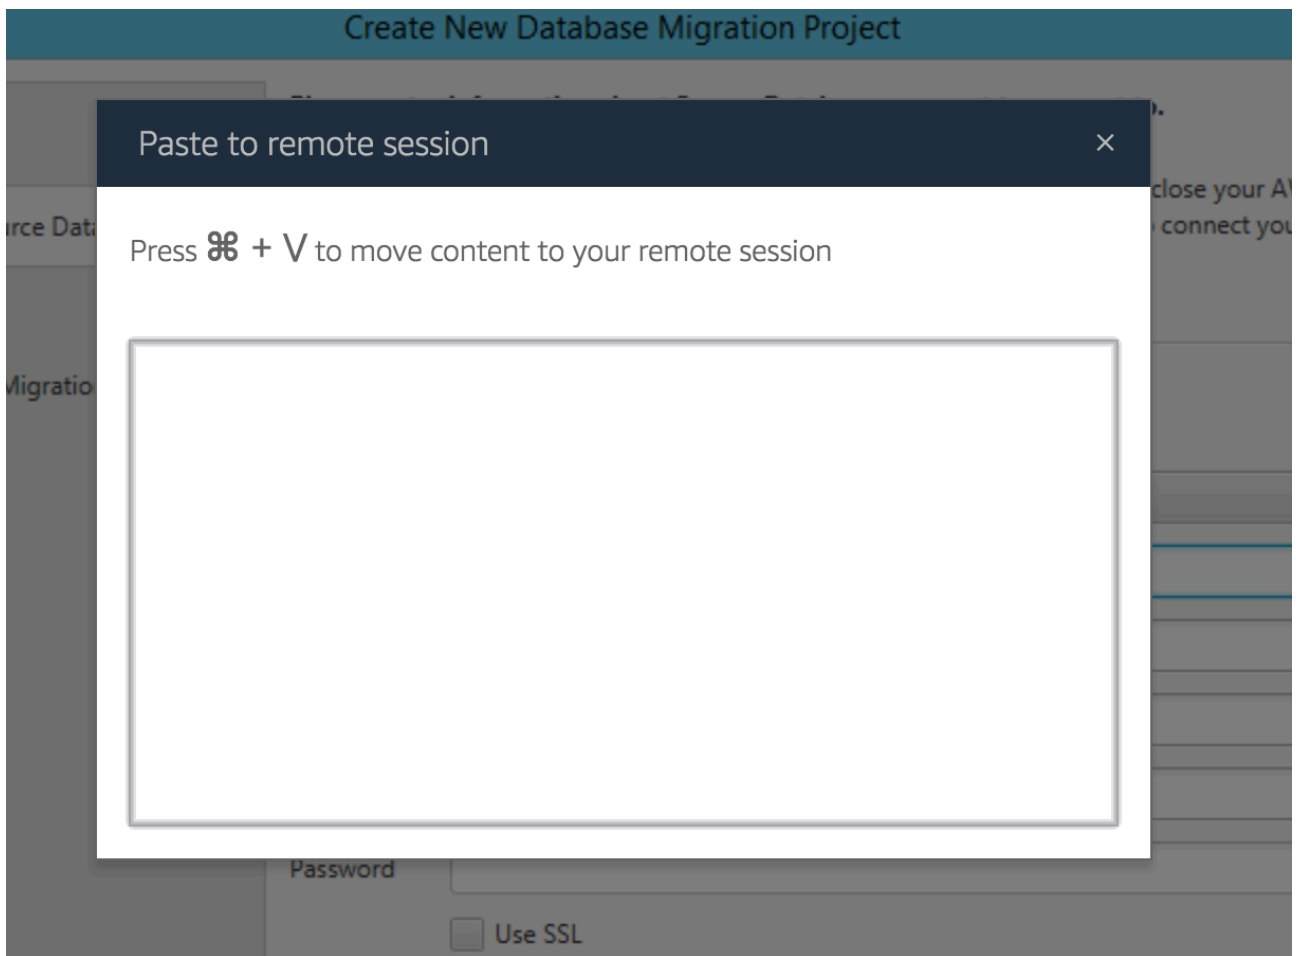 Create New Database Migration Project
Paste to remote session
×
close your
connect
Press ⌘ + V to move content to your remote session
Password
Use SSL